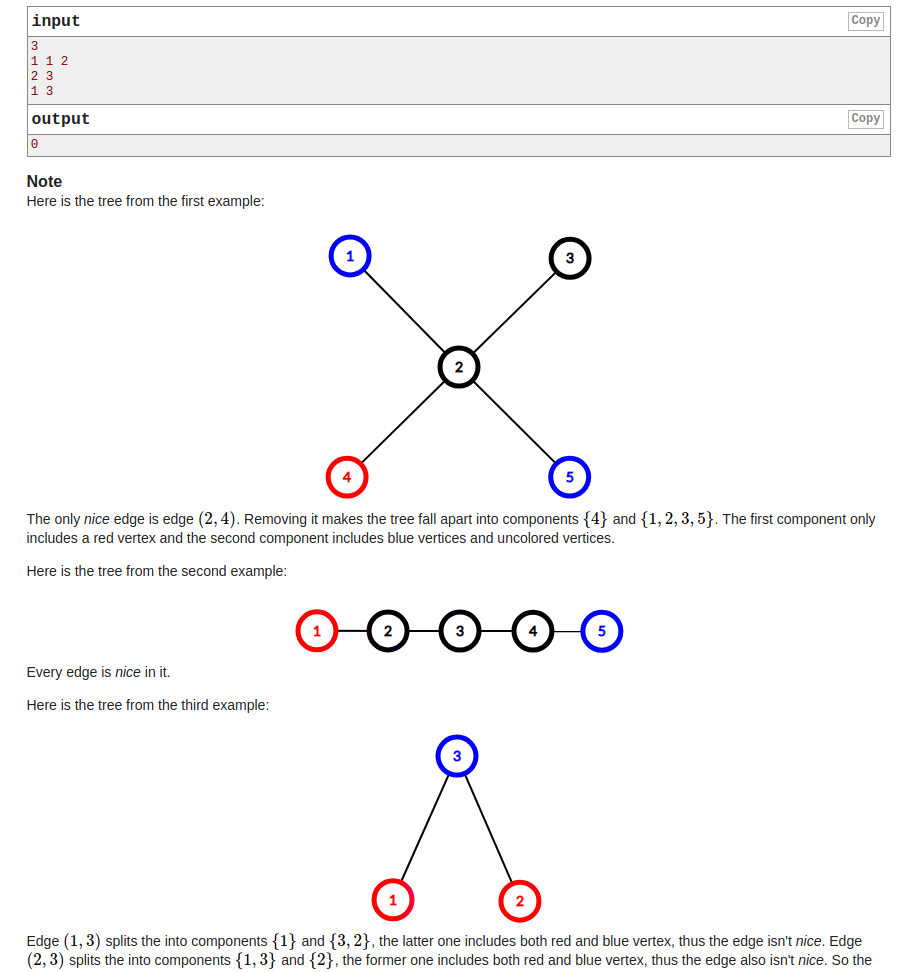 input
Copy
3
1 1 2
2 3
1 3
output
Copy
0
Note
Here is the tree from the first example:
1
3
2
4
5
The only nice edge is edge (2, 4). Removing it makes the tree fall apart into components {4} and {1, 2, 3, 5}. The first component only
includes a red vertex and the second component includes blue vertices and uncolored vertices.
Here is the tree from the second example:
1 2 3 4 5
Every edge is nice in it.
Here is the tree from the third example:
3
1
2
Edge (1, 3) splits the into components {1} and {3, 2}, the latter one includes both red and blue vertex, thus the edge isn't nice. Edge
(2, 3) splits the into components {1, 3} and {2}, the former one includes both red and blue vertex, thus the edge also isn't nice. So the